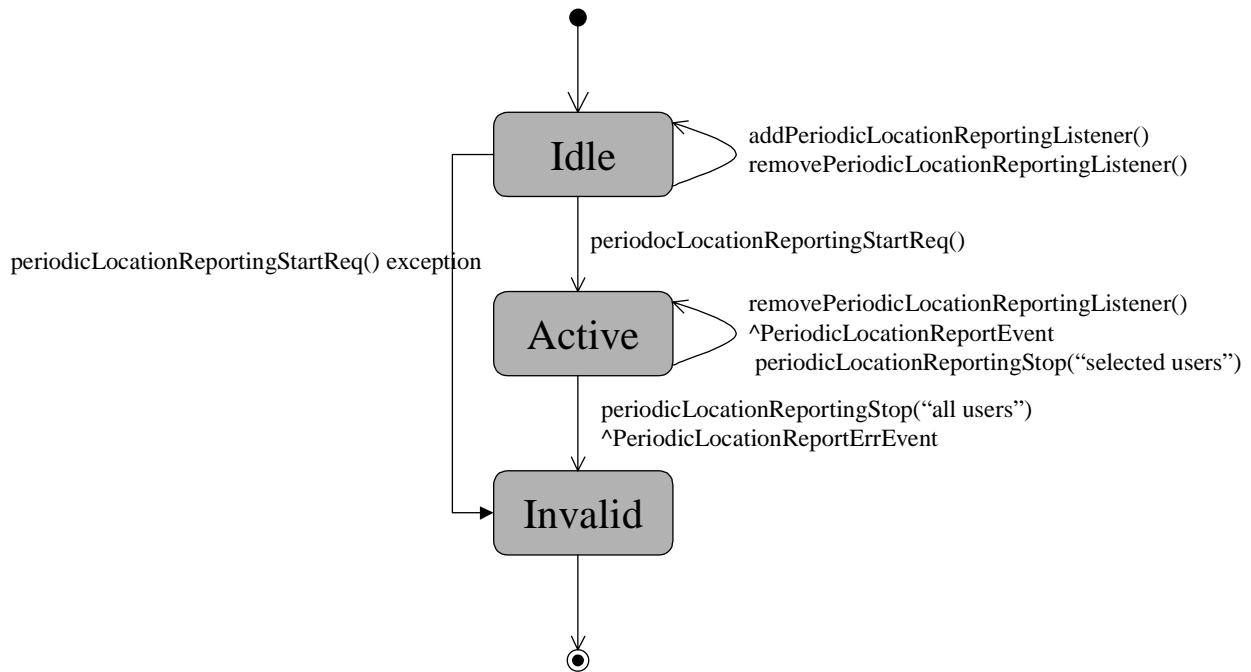 Idle
addPeriodicLocationReportingListener()
removePeriodicLocationReportingListener()
periodocLocationReportingStartReq()
periodicLocationReportingStartReq() exception
Active
removePeriodicLocationReportingListener()
^PeriodicLocationReportEvent
periodicLocationReportingStop(“selected users”)
periodicLocationReportingStop(“all users”)
^PeriodicLocationReportErrEvent
Invalid